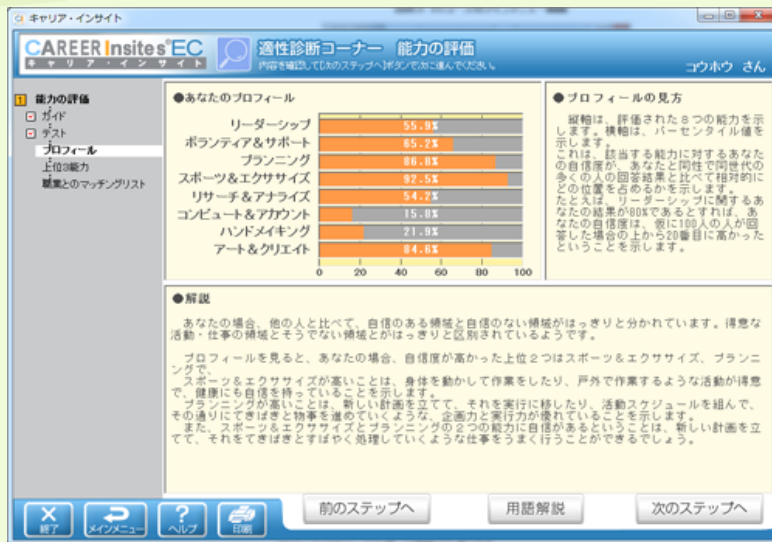 キャリア・インサイト
CAREER Insites EC
キャリア・インサイト
適性診断コーナー 能力の評価
内容を確認して【次のステップへ】ボタンで次に進んでください。
コウホウ さん
1 能力の評価
ガイド
テスト
プロフィール
上位3能力
職業とのマッチングリスト
●あなたのプロフィール
リーダーシップ 55.9%
ボランティア&サポート 65.2%
プランニング 86.8%
スポーツ&エクササイズ 92.5%
リサーチ&アナライズ 54.2%
コンピュート&アカウント 15.8%
ハンドメイキング 21.9%
アート&クリエイト 84.6%
0 20 40 60 80 100
●プロフィールの見方
縦軸は、評価された8つの能力を示
します。横軸は、パーセンタイル値を
示します。
これは、該当する能力に対するあなた
の自信度が、あなたと同性で同世代の
多くの人の回答結果と比べて相対的に
どの位置を占めるかを示します。
たとえば、リーダーシップに関するあ
なたの結果が80%であるとすれば、あ
なたの自信度は、仮に100人の人が回
答した場合の上から20番目に高かった
ということを示します。
●解説
あなたの場合、他の人と比べて、自信のある領域と自信のない領域がはっきりと分かれています。得意な
活動・仕事の領域とそうでない領域とがはっきりと区別されているようです。
プロフィールを見ると、あなたの場合、自信度が高かった上位2つはスポーツ&エクササイズ、プランニ
ングで、
スポーツ&エクササイズが高いことは、身体を動かして作業をしたり、戸外で作業するような活動が得意
で、健康にも自信を持っていることを示します。
プランニングが高いことは、新しい計画を立てて、それを実行に移したり、活動スケジュールを組んで、
その通りにてきぱきと物事を進めていくような、企画力と実行力が優れていることを示します。
また、スポーツ&エクササイズとプランニングの2つの能力に自信があるということは、新しい計画を立
てて、それをてきぱきとすばやく処理していくような仕事をうまく行うことができるでしょう。
終了
メインメニュー
ヘルプ
印刷
前のステップへ
用語解説
次のステップへ